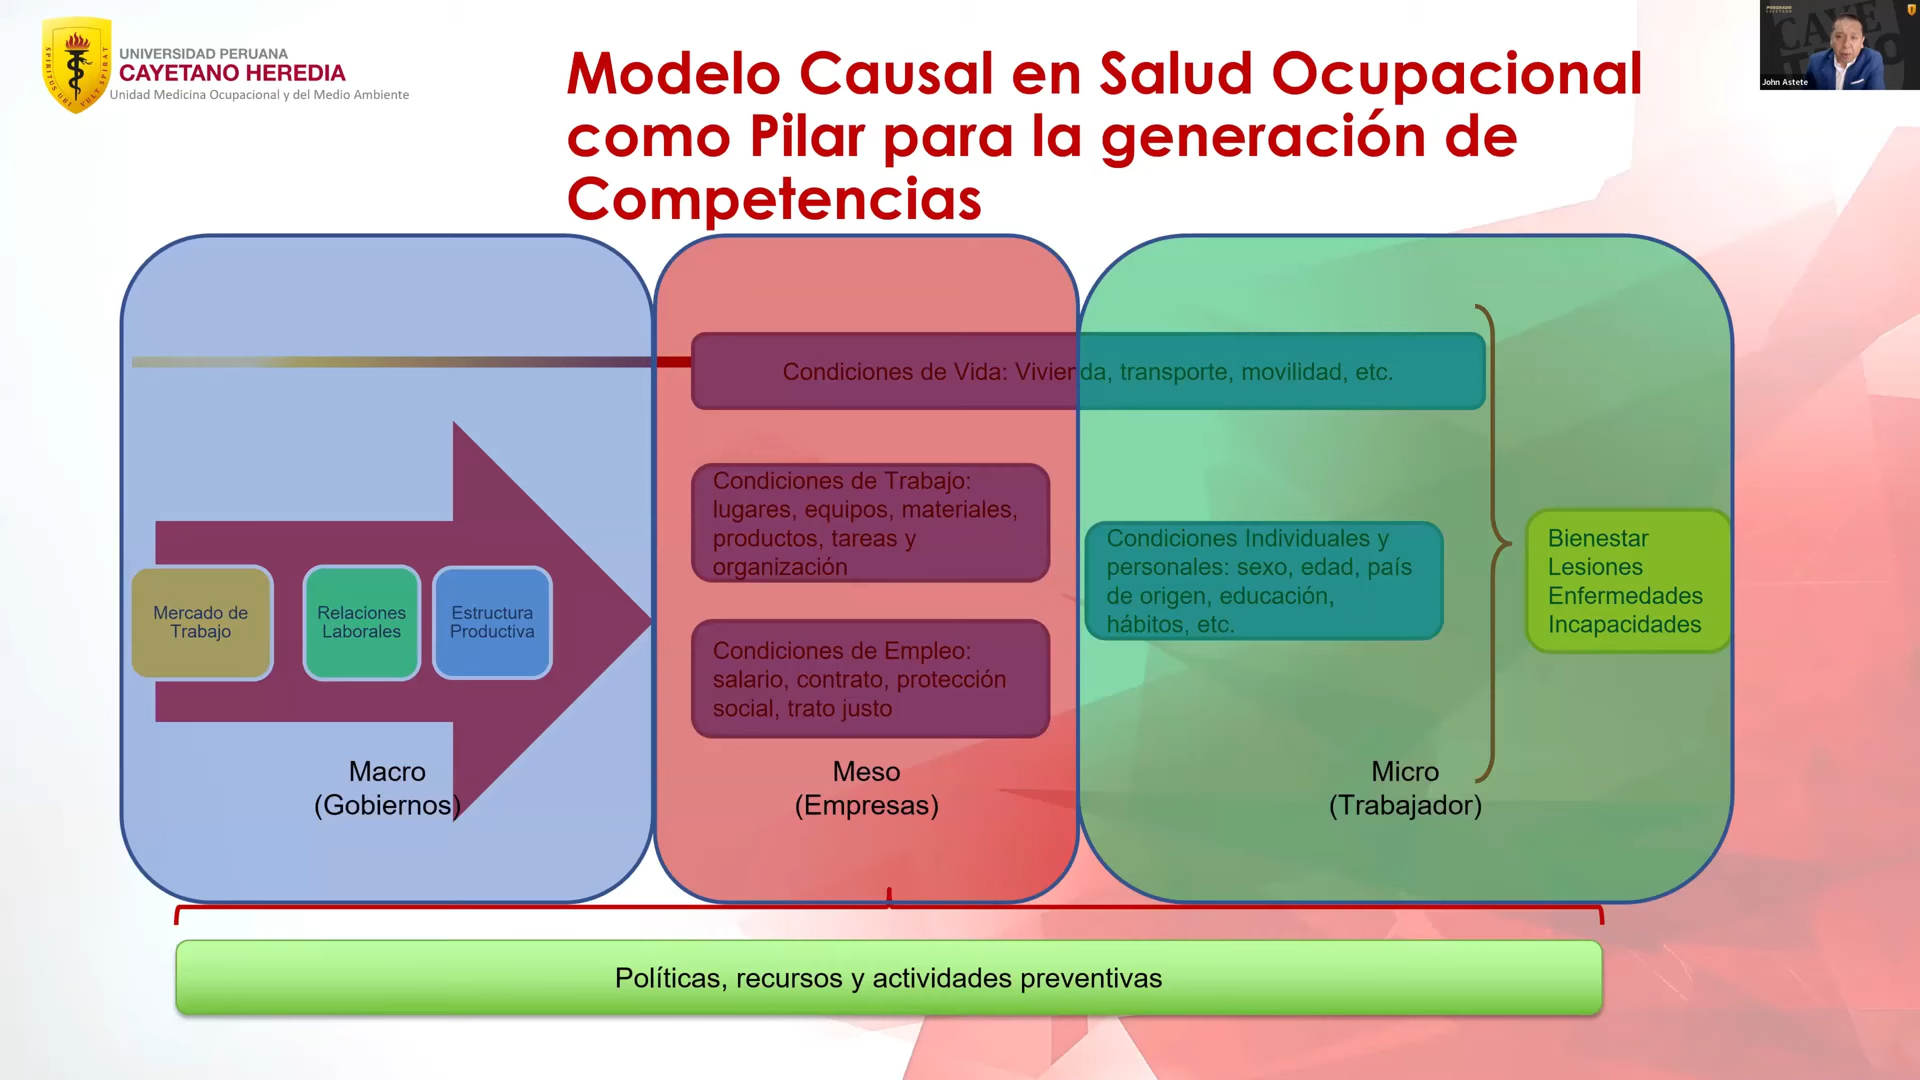 UNIVERSIDAD PERUANA
CAYETANO HEREDIA
Unidad Medicina Ocupacional y del Medio Ambiente
Modelo Causal en Salud Ocupacional
como Pilar para la generación de
Competencias
John Astete
Condiciones de Vida: Vivienda, transporte, movilidad, etc.
Condiciones de Trabajo:
lugares, equipos, materiales,
productos, tareas y
organización
Condiciones Individuales y
personales: sexo, edad, país
de origen, educación,
hábitos, etc.
Bienestar
Lesiones
Enfermedades
Incapacidades
Mercado de
Trabajo
Relaciones
Laborales
Estructura
Productiva
Condiciones de Empleo:
salario, contrato, protección
social, trato justo
Macro
(Gobiernos)
Meso
(Empresas)
Micro
(Trabajador)
Políticas, recursos y actividades preventivas